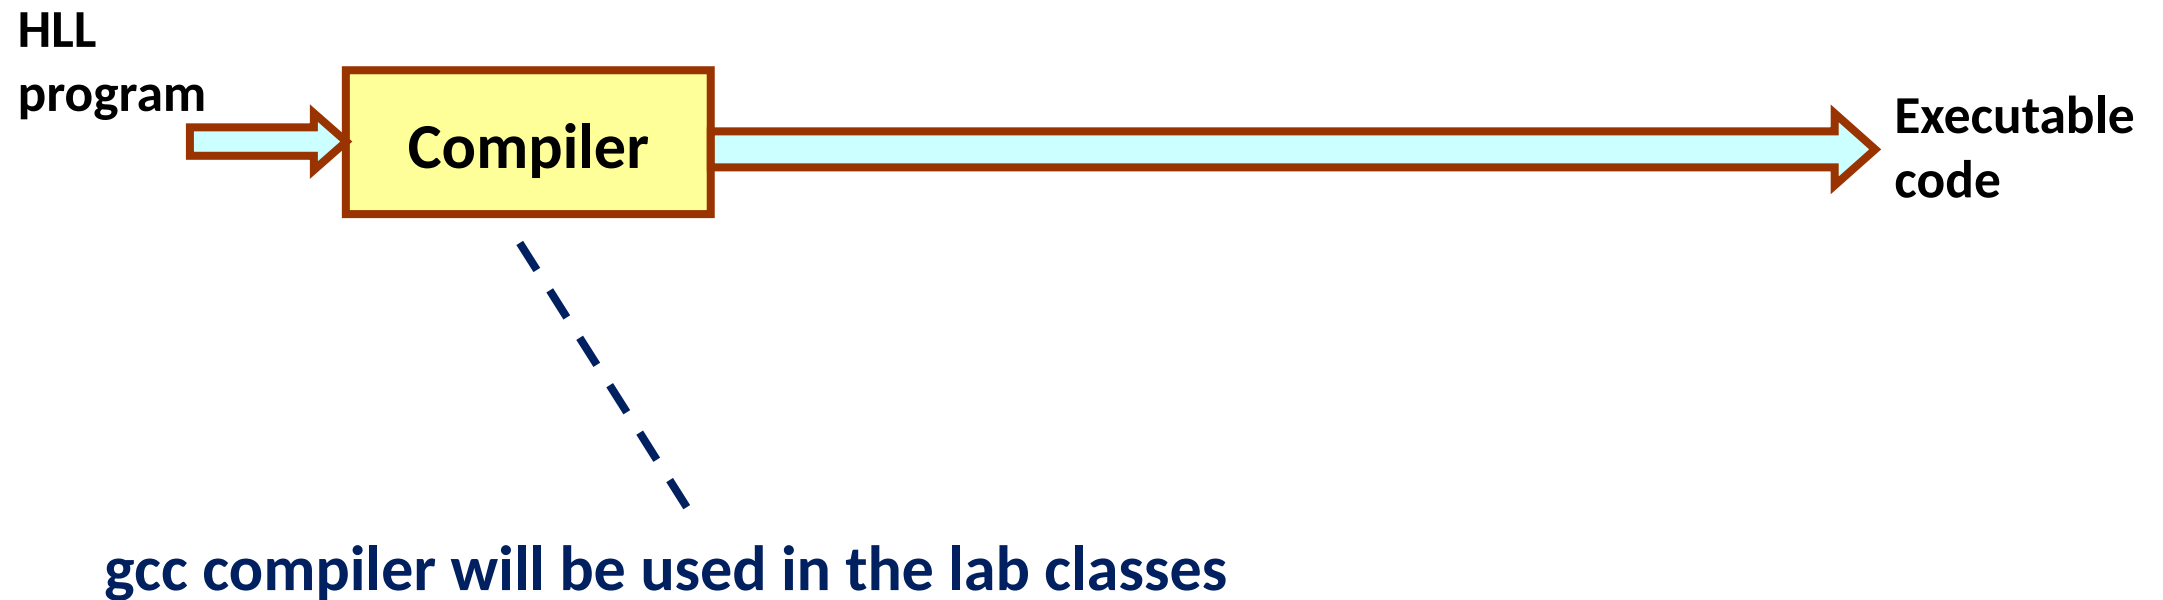 HLL
program
Compiler
Executable
code
gcc compiler will be used in the lab classes